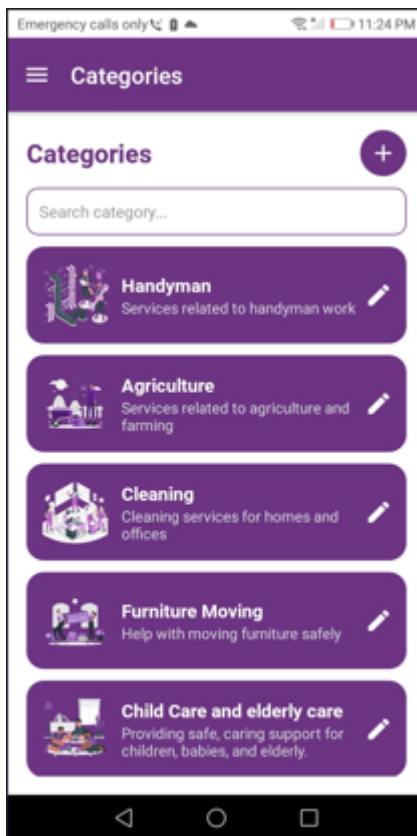 Emergency calls only
11:24 PM
Categories
Categories
+
Search category...
Handyman
Services related to handyman work
Agriculture
Services related to agriculture and
farming
Cleaning
Cleaning services for homes and
offices
Furniture Moving
Help with moving furniture safely
Child Care and elderly care
Providing safe, caring support for
children, babies, and elderly.